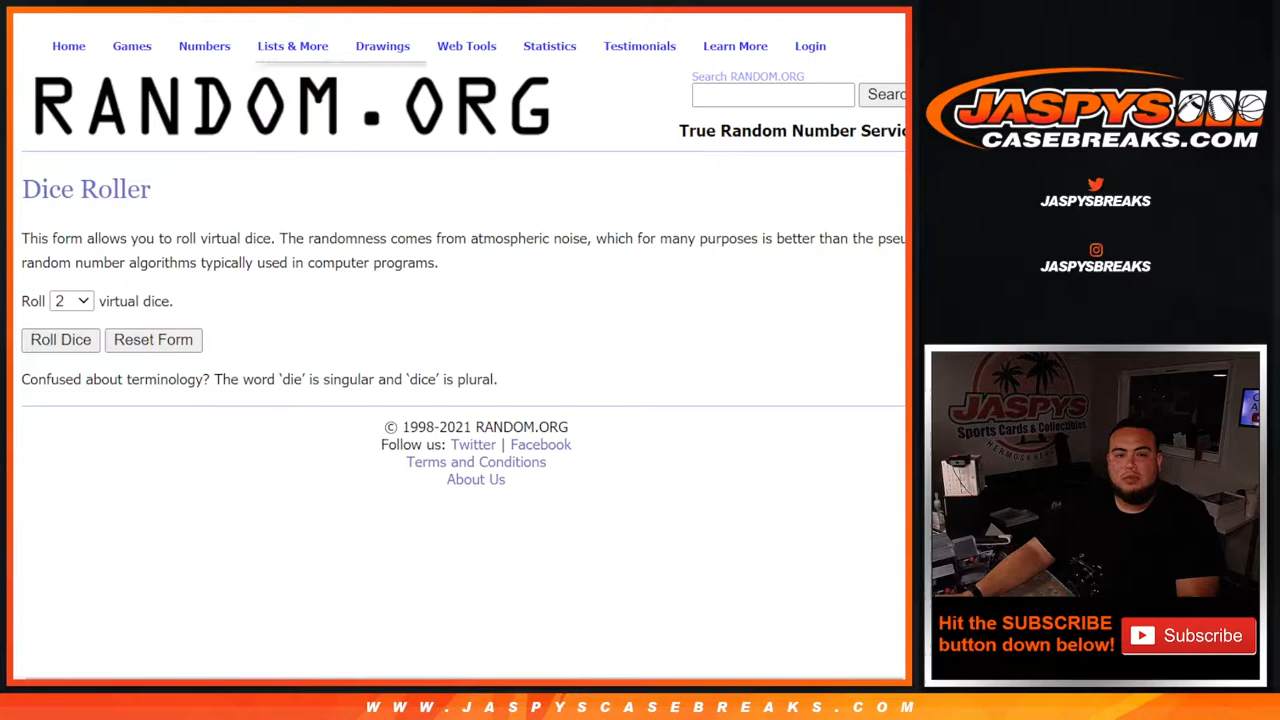 Home Games Numbers Lists & More Drawings Web Tools Statistics Testimonials Learn More Login
Search RANDOM.ORG
RANDOM.ORG
Searc
True Random Number Servic
Dice Roller
This form allows you to roll virtual dice. The randomness comes from atmospheric noise, which for many purposes is better than the pseu
random number algorithms typically used in computer programs.
Roll 2 virtual dice.
Roll Dice Reset Form
Confused about terminology? The word ‘die’ is singular and ‘dice’ is plural.
© 1998-2021 RANDOM.ORG
Follow us: Twitter | Facebook
Terms and Conditions
About Us
JASPYS
CASEBREAKS.COM
JASPYSBREAKS
JASPYSBREAKS
JASPYS
Sports Cards & Collectibles
Hit the SUBSCRIBE
button down below!
Subscribe
WWW.JASPYSCASEBREAKS.COM